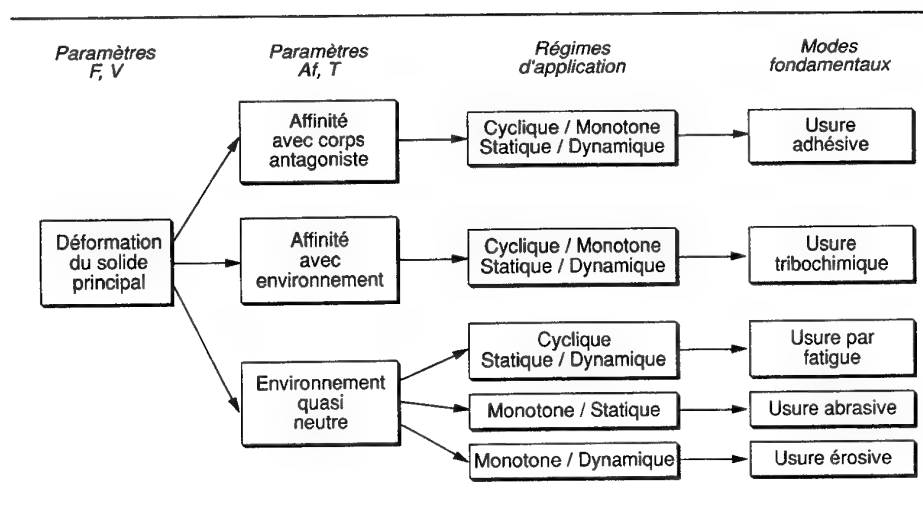 Paramètres
F, V
Paramètres
Af, T
Régimes
d'application
Modes
fondamentaux
Déformation
du solide
principal
Affinité
avec corps
antagoniste
Cyclique / Monotone
Statique / Dynamique
Usure
adhésive
Affinité
avec
environnement
Cyclique / Monotone
Statique / Dynamique
Usure
tribochimique
Environnement
quasi
neutre
Cyclique
Statique / Dynamique
Usure par
fatigue
Monotone / Statique
Usure abrasive
Monotone / Dynamique
Usure érosive